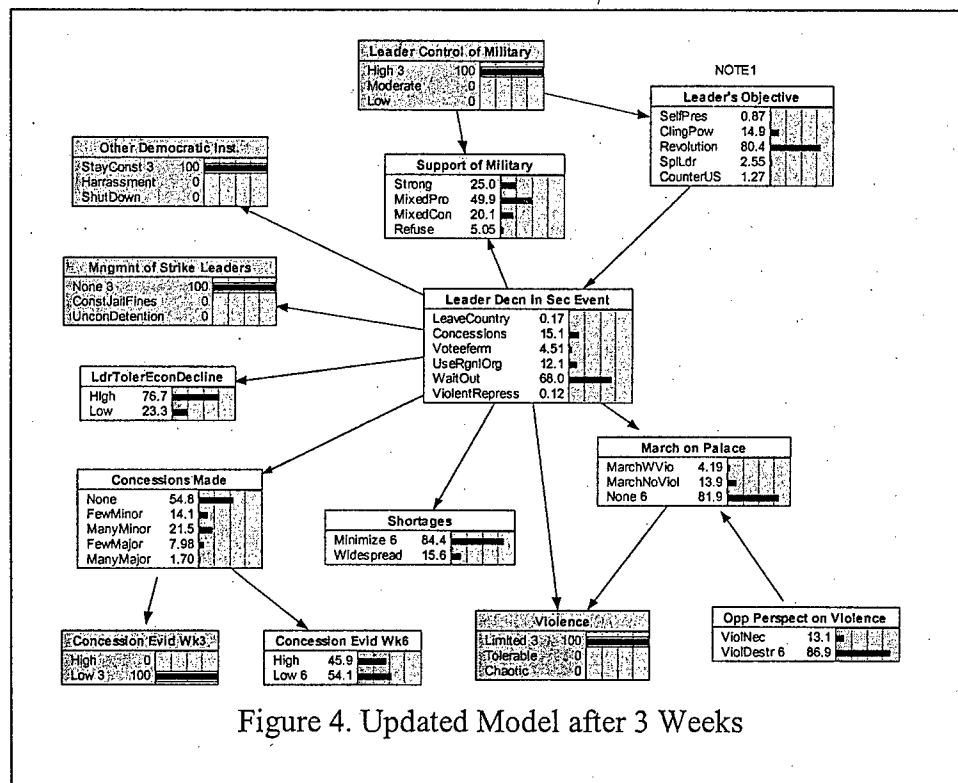 Leader Control of Military
High 3 100
Moderate 0
Low 0
NOTE1
Leader's Objective
SelfPres 0.87
ClingPow 14.9
Revolution 80.4
SplLdr 2.55
CounterUS 1.27
Other Democratic Inst.
StayConst 3 100
Harrassment 0
ShutDown 0
Support of Military
Strong 25.0
MixedPro 49.9
MixedCon 20.1
Refuse 5.05
Mngmnt of Strike Leaders
None 3 100
ConstJailFines 0
UnconDetention 0
Leader Decn In Sec Event
LeaveCountry 0.17
Concessions 15.1
Voteeferm 4.51
UseRgnlOrg 12.1
WaitOut 68.0
ViolentRepress 0.12
LdrTolerEconDecline
High 76.7
Low 23.3
March on Palace
MarchWVio 4.19
MarchNoViol 13.9
None 6 81.9
Concessions Made
None 54.8
FewMinor 14.1
ManyMinor 21.5
FewMajor 7.98
ManyMajor 1.70
Shortages
Minimize 6 84.4
Widespread 15.6
Concession Evid Wk3
High 0
Low 3 100
Concession Evid Wk6
High 45.9
Low 6 54.1
Violence
Limited 3 100
Tolerable 0
Chaotic 0
Opp Perspect on Violence
ViolNec 13.1
ViolDestr 6 86.9
Figure 4. Updated Model after 3 Weeks